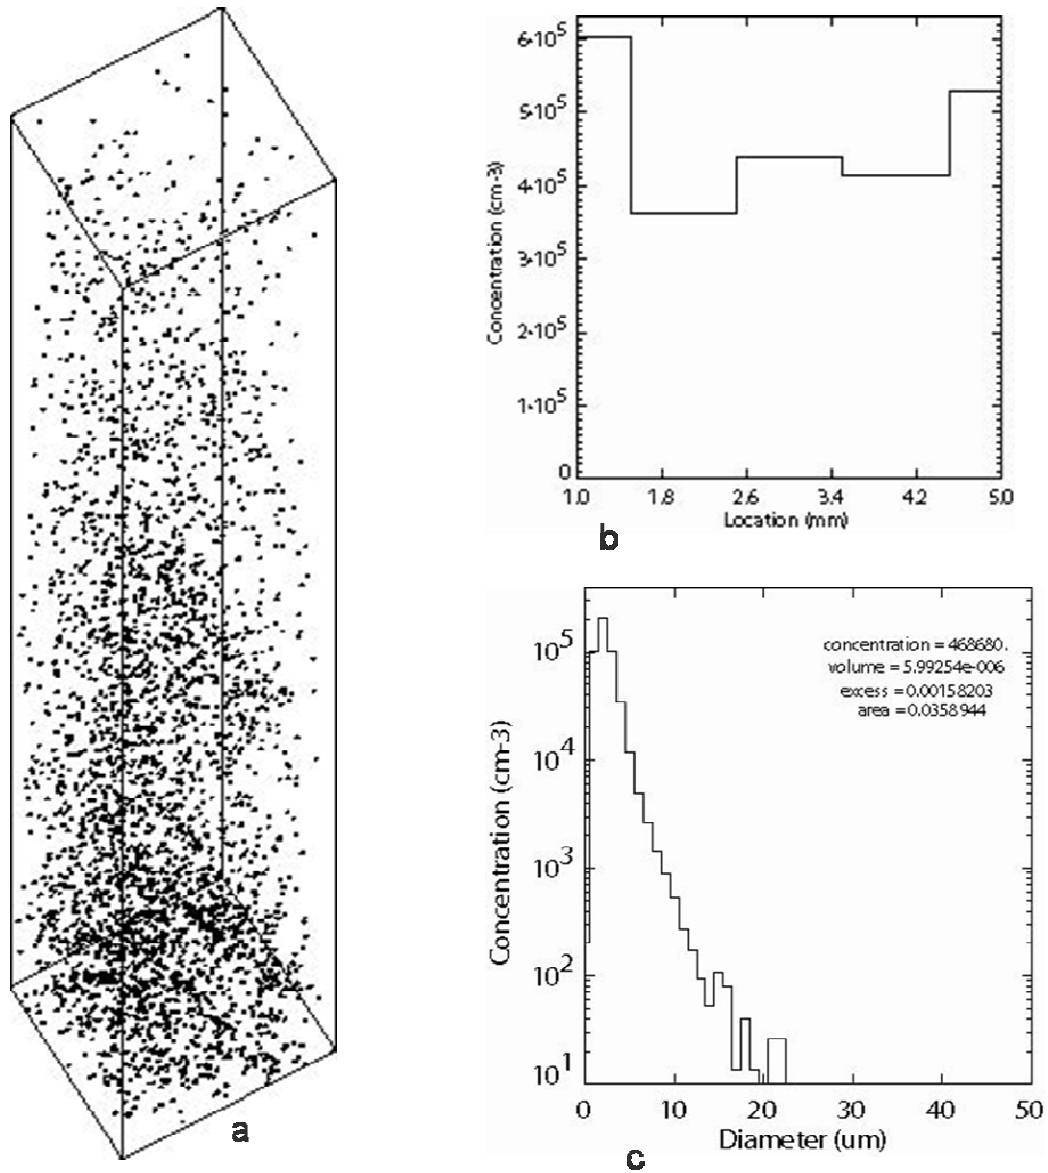 6·10⁵
5·10⁵
4·10⁵
3·10⁵
2·10⁵
1·10⁵
0
Concentration (cm-3)
1.0 1.8 2.6 3.4 4.2 5.0
Location (mm)
b
concentration = 468680.
volume = 5.99254e-006
excess = 0.00158203
area = 0.0358944
10⁵
10⁴
10³
10²
10¹
Concentration (cm-3)
0 10 20 30 40 50
Diameter (um)
a
c